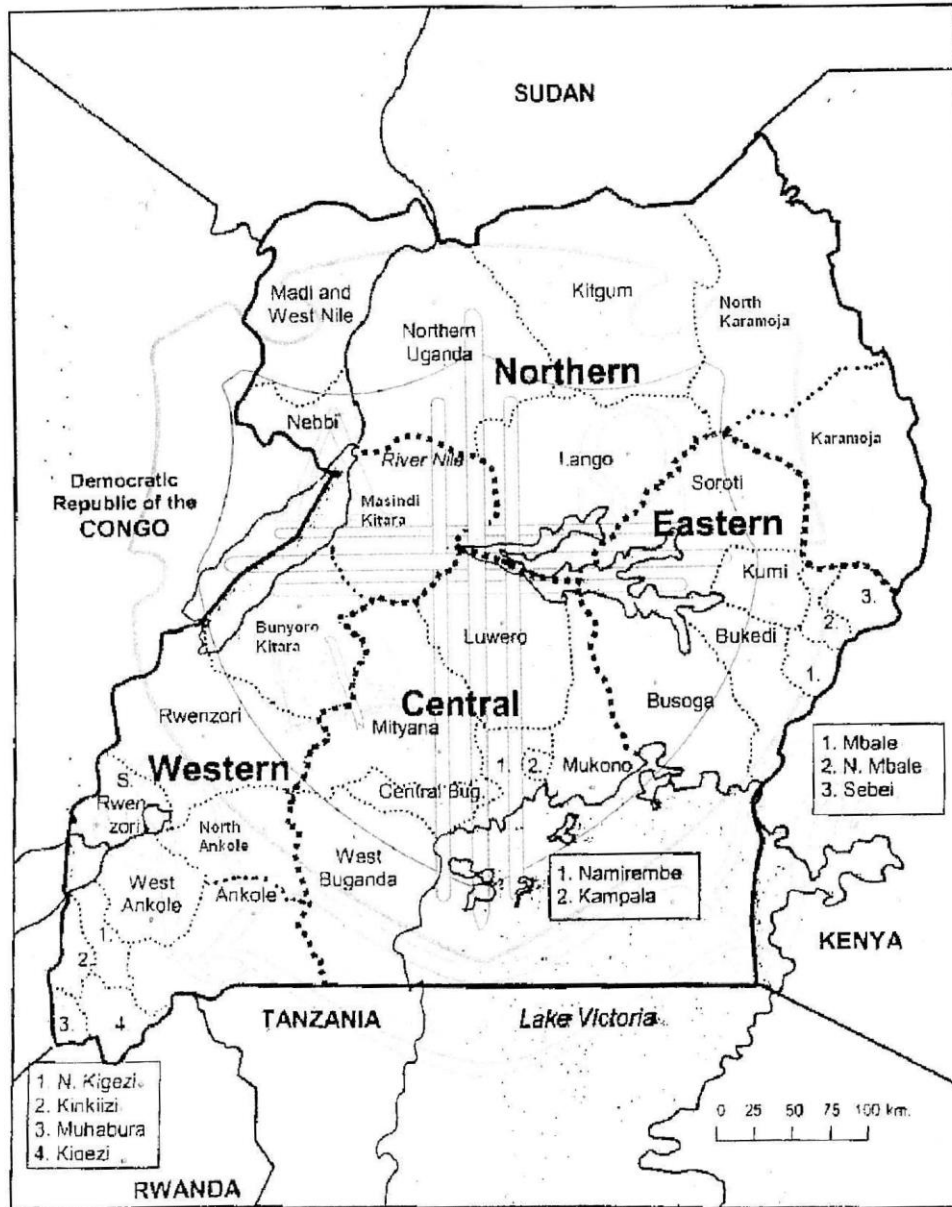 SUDAN
Madi and
West Nile
Kitgum
North
Karamoja
Northern
Uganda
Northern
Nebbi
Karamoja
River Nile
Lango
Soroti
Democratic
Republic of the
CONGO
Masindi
Kitara
Eastern
Kumi
3.
2.
1.
Bunyoro
Kitara
Luwero
Bukedi
Rwenzori
Busoga
Central
Mityana
Western
1.
2.
Mukono
S.
Rwen
zori
Central Bug.
1. Mbale
2. N. Mbale
3. Sebei
North
Ankole
West
Buganda
West
Ankole
Ankole
1. Namirembe
2. Kampala
1.
2.
KENYA
3.
4.
TANZANIA
Lake Victoria
1. N. Kigezi
2. Kinkiizi
3. Muhabura
4. Kigezi
0 25 50 75 100 km.
RWANDA